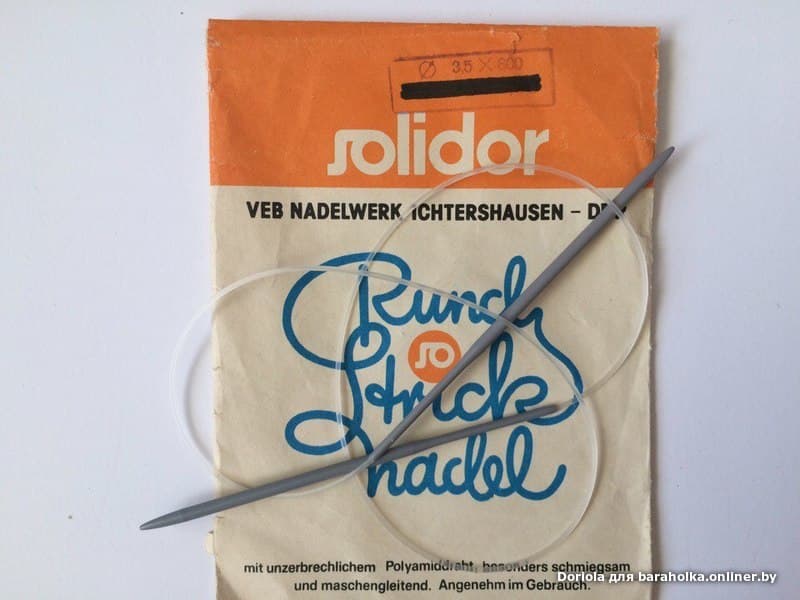 Ø 3,5 X 800
solidor
VEB NADELWERK ICHTERSHAUSEN – DDR
Rund
so
Strick
nadel
mit unzerbrechlichem Polyamiddraht, besonders schmiegsam
und maschengleitend. Angenehm im Gebrauch.
Doriola для baraholka.onliner.by